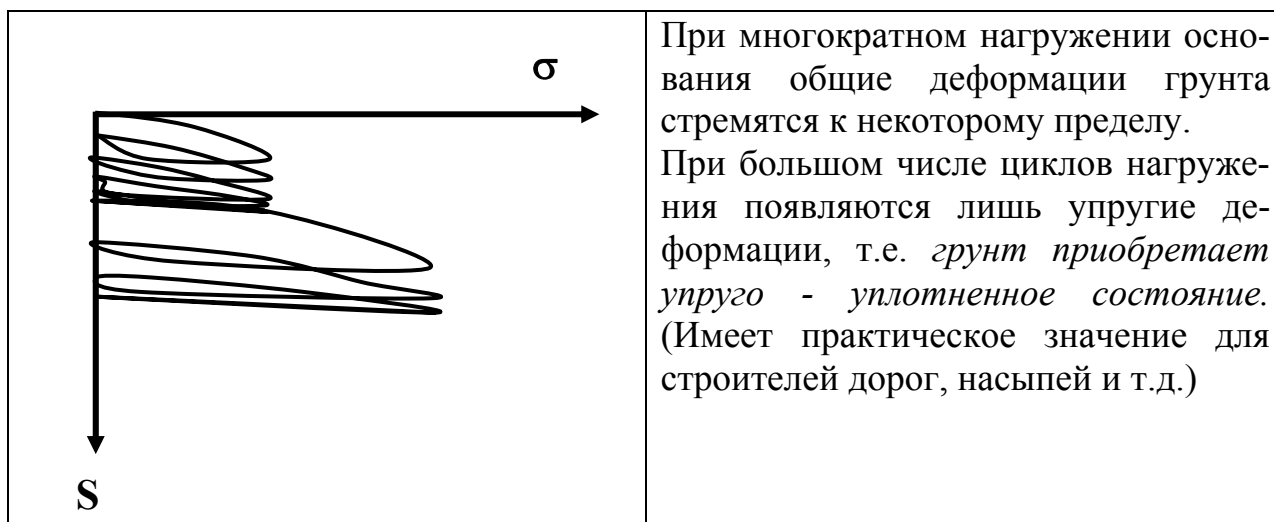 σ
S
При многократном нагружении осно-
вания общие деформации грунта
стремятся к некоторому пределу.
При большом числе циклов нагруже-
ния появляются лишь упругие де-
формации, т.е. грунт приобретает
упруго - уплотненное состояние.
(Имеет практическое значение для
строителей дорог, насыпей и т.д.)